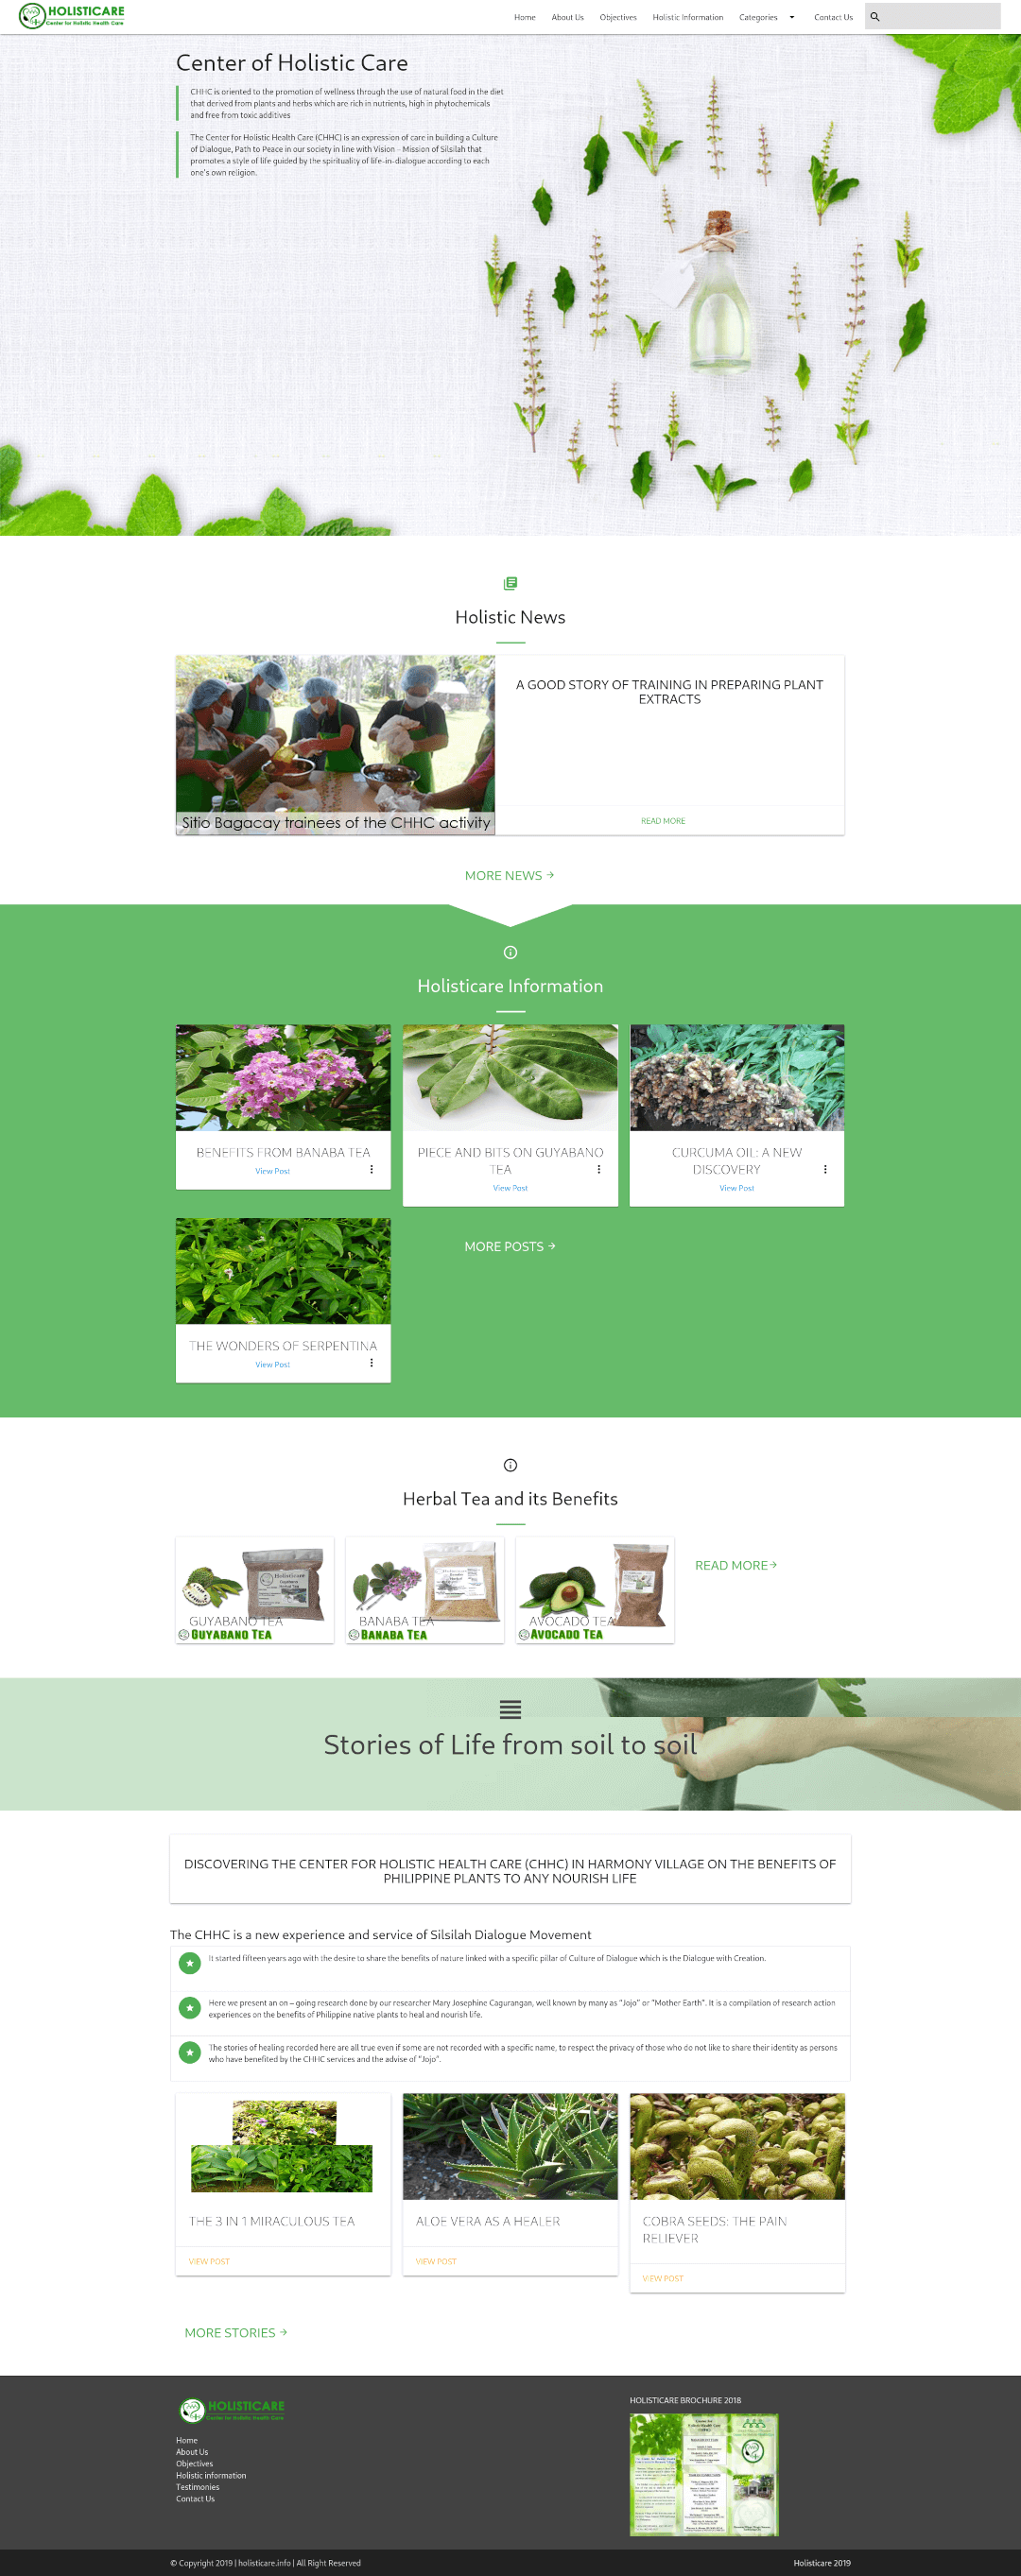 HOLISTICARE
Center for Holistic Health Care
Home About Us Objectives Holistic Information Categories Contact Us
Center of Holistic Care
CHHC is oriented to the promotion of wellness through the use of natural food in the diet
that derived from plants and herbs which are rich in nutrients, high in phytochemicals
and free from toxic additives
The Center for Holistic Health Care (CHHC) is an expression of care in building a Culture
of Dialogue, Path to Peace in our society in line with Vision – Mission of Silsilah that
promotes a style of life guided by the spirituality of life-in-dialogue according to each
one's own religion.
Holistic News
Sitio Bagacay trainees of the CHHC activity
A GOOD STORY OF TRAINING IN PREPARING PLANT
EXTRACTS
READ MORE
MORE NEWS →
Holisticare Information
BENEFITS FROM BANABA TEA
View Post
PIECE AND BITS ON GUYABANO
TEA
View Post
CURCUMA OIL: A NEW
DISCOVERY
View Post
THE WONDERS OF SERPENTINA
View Post
MORE POSTS →
Herbal Tea and its Benefits
GUYABANO TEA
GUYABANO TEA
BANABA TEA
BANABA TEA
AVOCADO TEA
AVOCADO TEA
READ MORE→
Stories of Life from soil to soil
DISCOVERING THE CENTER FOR HOLISTIC HEALTH CARE (CHHC) IN HARMONY VILLAGE ON THE BENEFITS OF
PHILIPPINE PLANTS TO ANY NOURISH LIFE
The CHHC is a new experience and service of Silsilah Dialogue Movement
It started fifteen years ago with the desire to share the benefits of nature linked with a specific pillar of Culture of Dialogue which is the Dialogue with Creation.
Here we present an on – going research done by our researcher Mary Josephine Cagurangan, well known by many as "Jojo" or "Mother Earth". It is a compilation of research action
experiences on the benefits of Philippine native plants to heal and nourish life.
The stories of healing recorded here are all true even if some are not recorded with a specific name, to respect the privacy of those who do not like to share their identity as persons
who have benefited by the CHHC services and the advise of "Jojo".
THE 3 IN 1 MIRACULOUS TEA
VIEW POST
ALOE VERA AS A HEALER
VIEW POST
COBRA SEEDS: THE PAIN
RELIEVER
VIEW POST
MORE STORIES →
HOLISTICARE
Center for Holistic Health Care
Home
About Us
Objectives
Holistic information
Testimonies
Contact Us
HOLISTICARE BROCHURE 2018
© Copyright 2019 | holisticare.info | All Right Reserved
Holisticare 2019